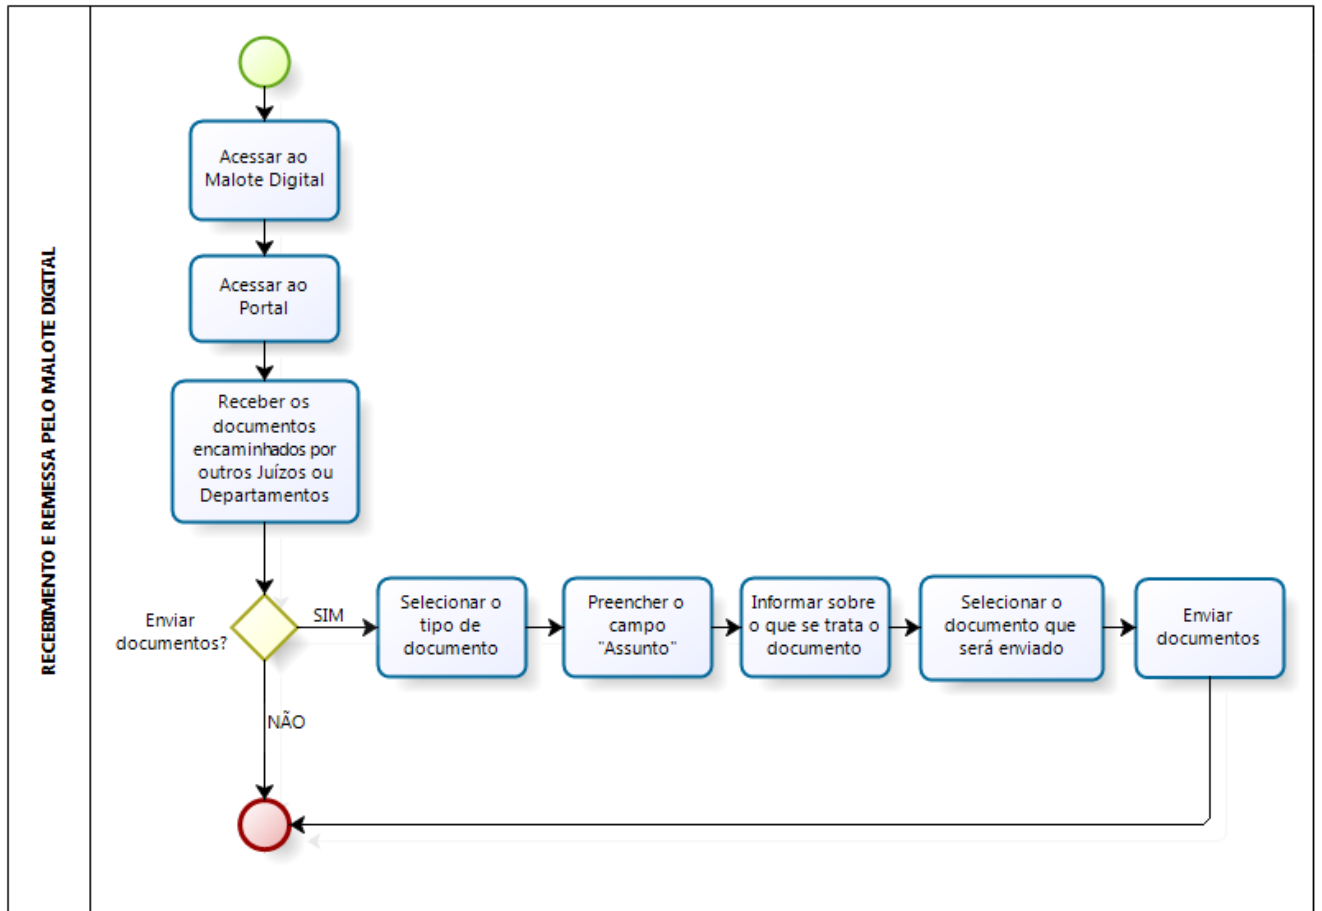 RECEBIMENTO E REMESSA PELO MALOTE DIGITAL
Acessar ao
Malote Digital
Acessar ao
Portal
Receber os
documentos
encaminhados por
outros Juízos ou
Departamentos
Enviar
documentos?
SIM
Selecionar o
tipo de
documento
Preencher o
campo
"Assunto"
Informar sobre
o que se trata o
documento
Selecionar o
documento que
será enviado
Enviar
documentos
NÃO